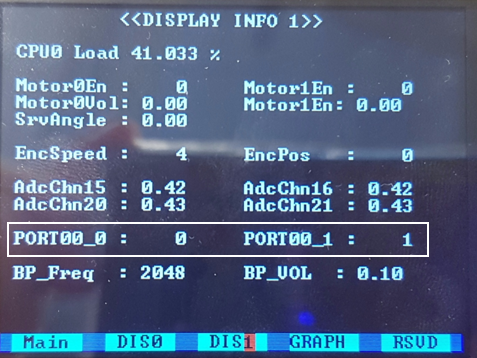 <<DISPLAY INFO 1>>
CPU0 Load 41.033 %
Motor0En : 0 Motor1En : 0
Motor0Vol: 0.00 Motor1En: 0.00
SrvAngle : 0.00
EncSpeed : 4 EncPos : 0
AdcChn15 : 0.42 AdcChn16 : 0.42
AdcChn20 : 0.43 AdcChn21 : 0.43
PORT00_0 : 0 PORT00_1 : 1
BP_Freq : 2048 BP_VOL : 0.10
Main DIS0 DIS1 GRAPH RSVD